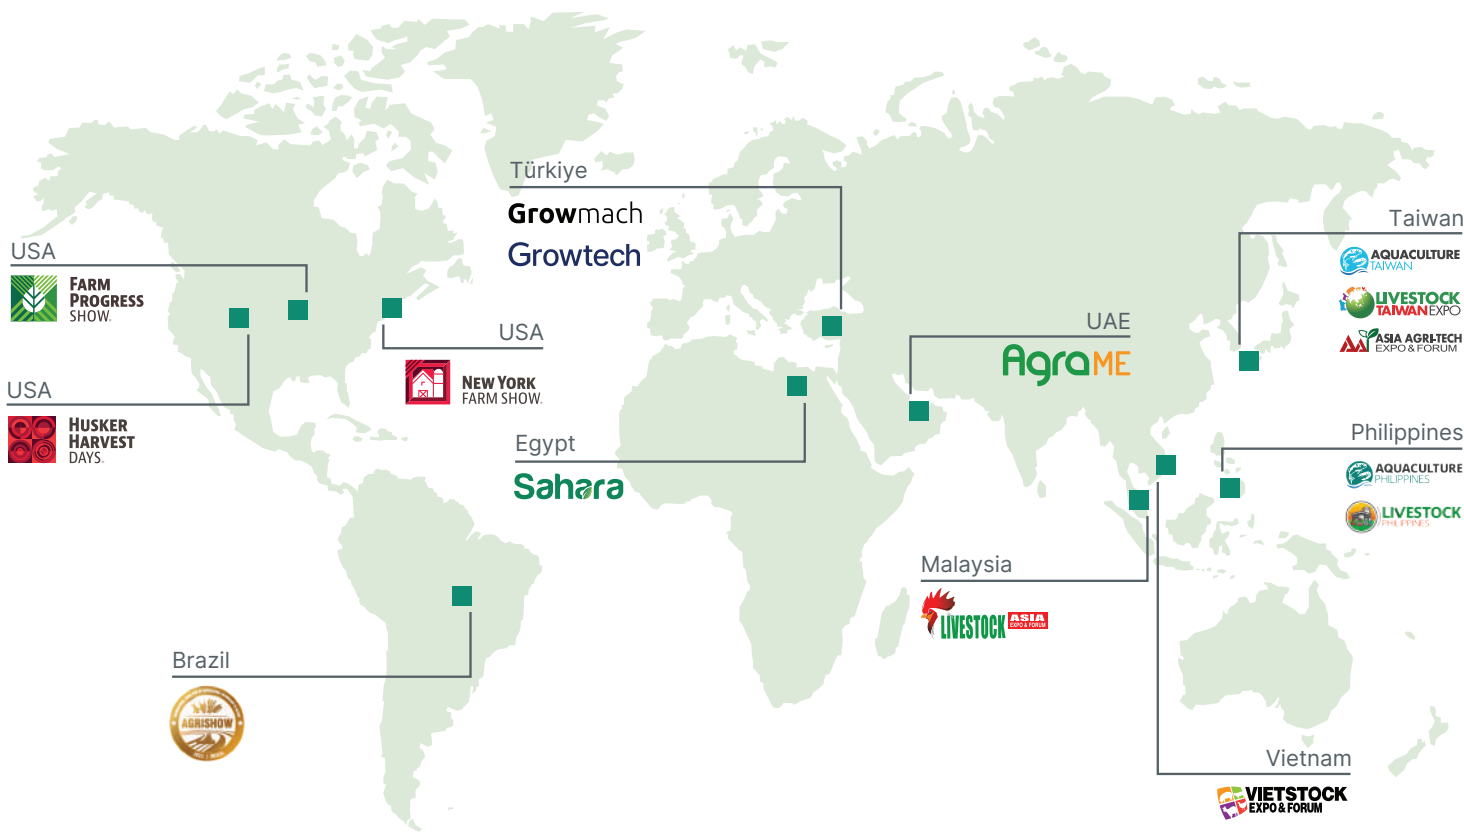 Türkiye
Growmach
Growtech
USA
FARM
PROGRESS
SHOW.
USA
NEW YORK
FARM SHOW.
USA
HUSKER
HARVEST
DAYS.
Egypt
Sahara
UAE
AgraME
Taiwan
AQUACULTURE
TAIWAN
LIVESTOCK
TAIWAN EXPO
ASIA AGRI-TECH
EXPO & FORUM
Philippines
AQUACULTURE
PHILIPPINES
LIVESTOCK
PHILIPPINES
Malaysia
LIVESTOCK
ASIA
EXPO & FORUM
Brazil
AGRISHOW
Vietnam
VIETSTOCK
EXPO & FORUM